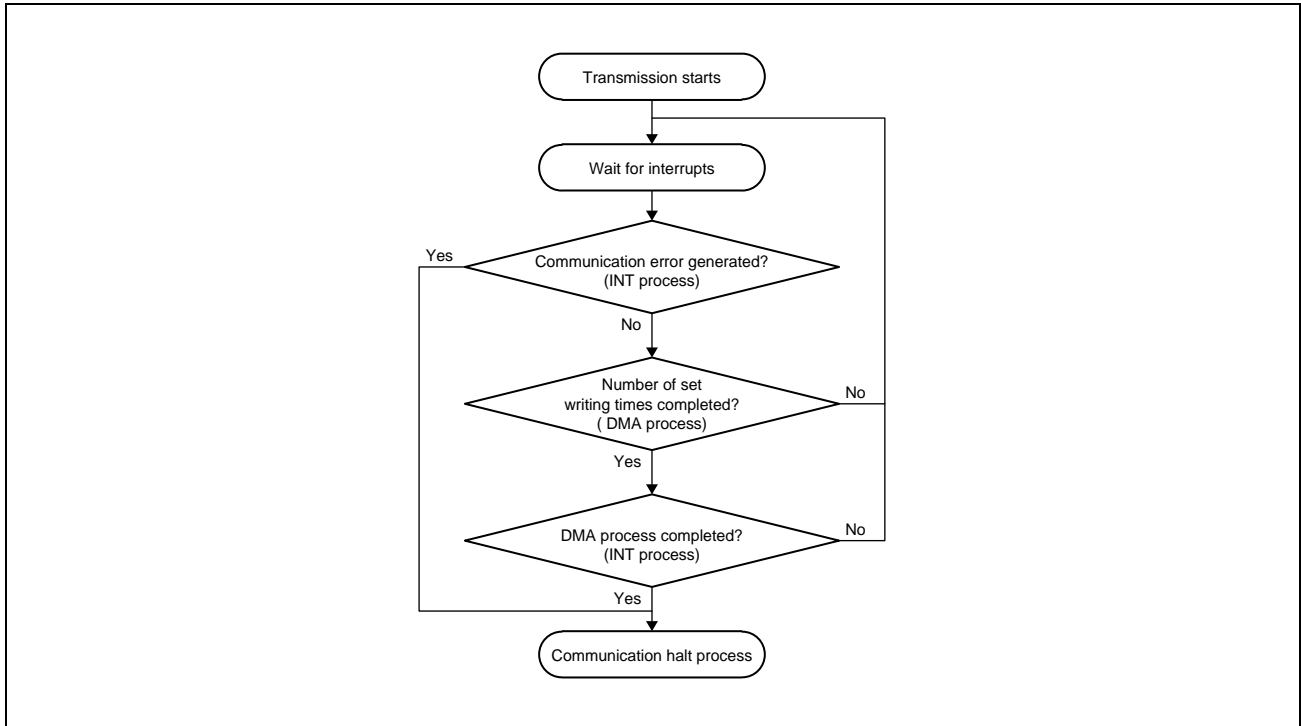 Transmission starts
Wait for interrupts
Yes
Communication error generated?
(INT process)
No
Number of set
writing times completed?
( DMA process)
No
Yes
DMA process completed?
(INT process)
No
Yes
Communication halt process